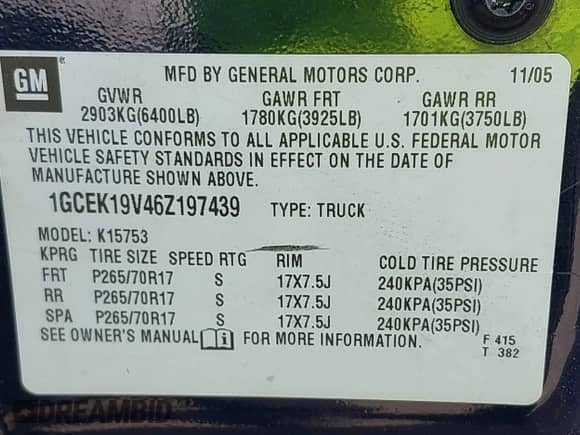 GM
MFD BY GENERAL MOTORS CORP. 11/05
GVWR GAWR FRT GAWR RR
2903KG(6400LB) 1780KG(3925LB) 1701KG(3750LB)
THIS VEHICLE CONFORMS TO ALL APPLICABLE U.S. FEDERAL MOTOR
VEHICLE SAFETY STANDARDS IN EFFECT ON THE DATE OF
MANUFACTURE SHOWN ABOVE.
1GCEK19V46Z197439 TYPE: TRUCK
MODEL: K15753
KPRG TIRE SIZE SPEED RTG RIM COLD TIRE PRESSURE
FRT P265/70R17 S 17X7.5J 240KPA(35PSI)
RR P265/70R17 S 17X7.5J 240KPA(35PSI)
SPA P265/70R17 S 17X7.5J 240KPA(35PSI)
SEE OWNER'S MANUAL i FOR MORE INFORMATION. F 415
T 382
DREAMBID